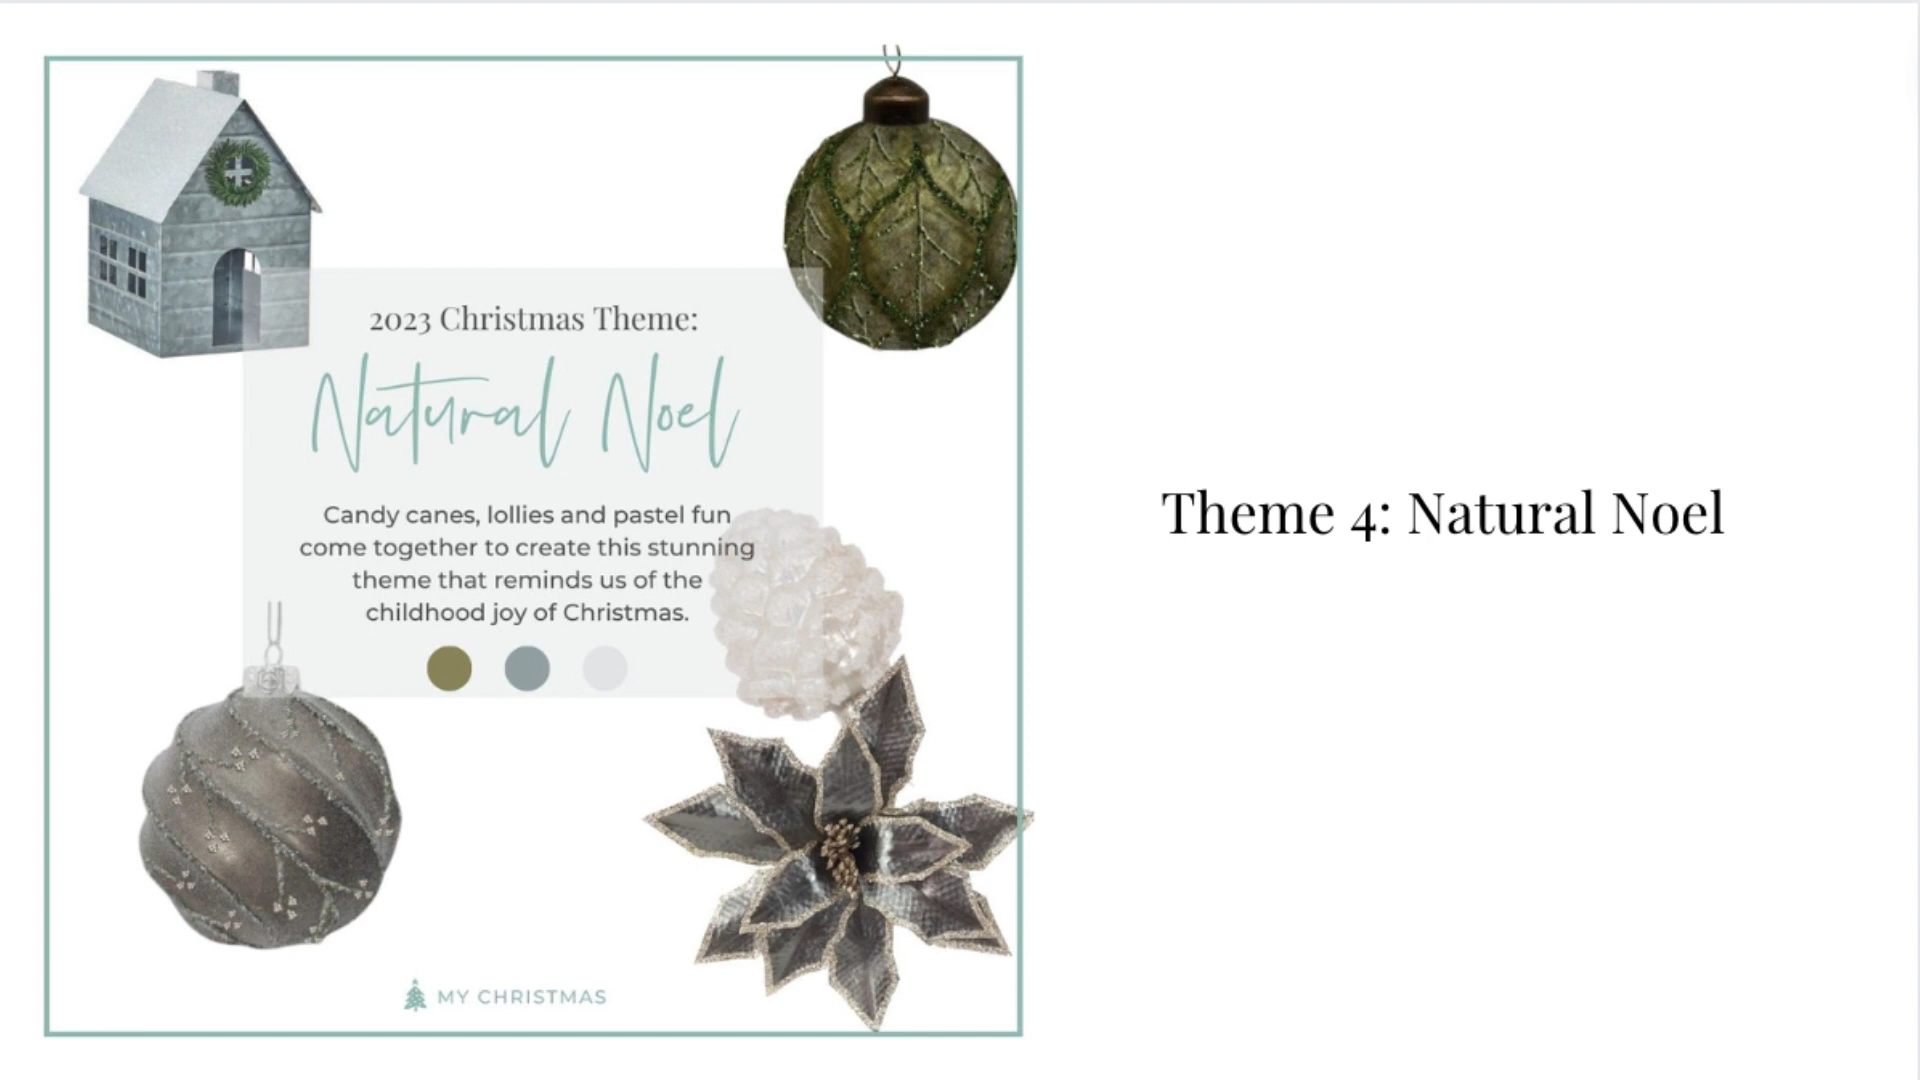 2023 Christmas Theme:
Natural Noel
Candy canes, lollies and pastel fun
come together to create this stunning
theme that reminds us of the
childhood joy of Christmas.
MY CHRISTMAS
Theme 4: Natural Noel